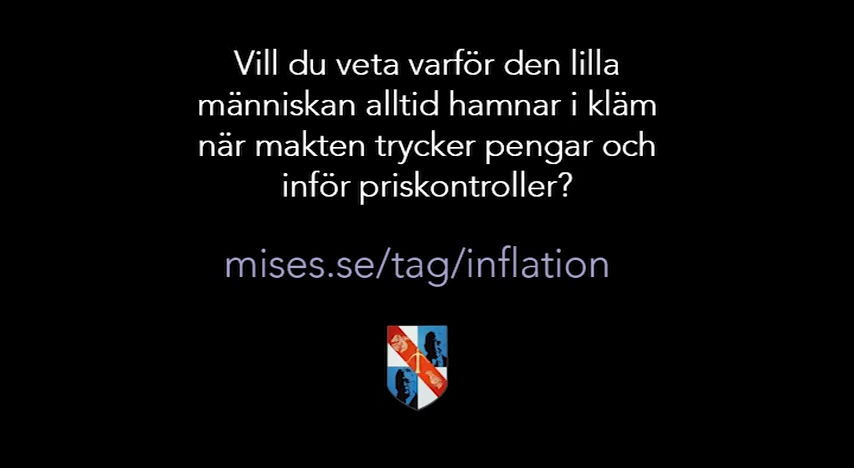 Vill du veta varför den lilla
människan alltid hamnar i kläm
när makten trycker pengar och
inför priskontroller?
mises.se/tag/inflation